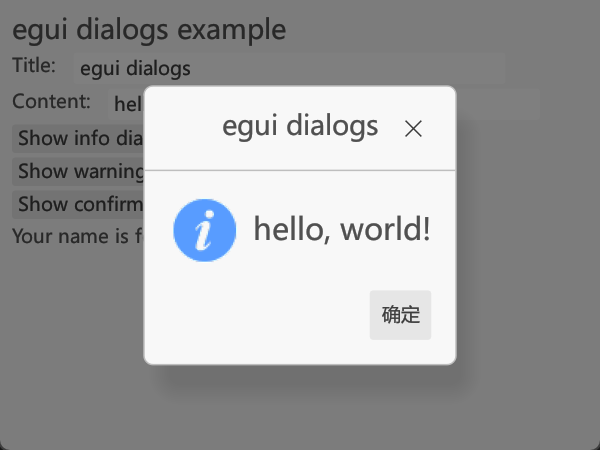 egui dialogs example
Title: egui dialogs
Content: hel
Show info dia
Show warning
Show confirm
Your name is f
egui dialogs
hello, world!
确定